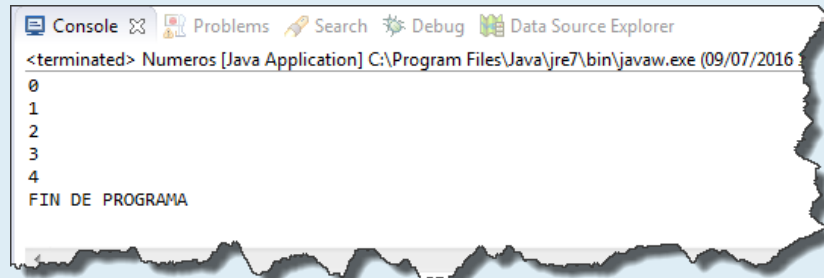 Console Problems Search Debug Data Source Explorer
<terminated> Numeros [Java Application] C:\Program Files\Java\jre7\bin\javaw.exe (09/07/2016
0
1
2
3
4
FIN DE PROGRAMA